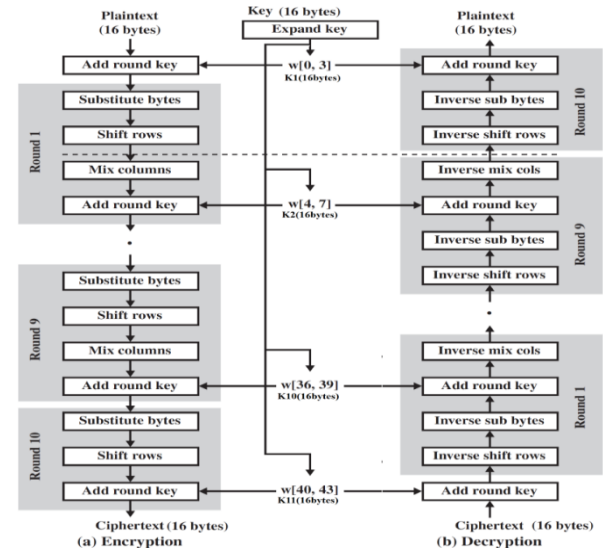 Key (16 bytes)
Expand key
Plaintext
(16 bytes)
Add round key
Round 1
Substitute bytes
Shift rows
Mix columns
Add round key
Round 9
Substitute bytes
Shift rows
Mix columns
Add round key
Round 10
Substitute bytes
Shift rows
Add round key
Ciphertext (16 bytes)
(a) Encryption
w[0, 3]
K1(16bytes)
w[4, 7]
K2(16bytes)
w[36, 39]
K10(16bytes)
w[40, 43]
K11(16bytes)
Plaintext
(16 bytes)
Add round key
Round 10
Inverse sub bytes
Inverse shift rows
Inverse mix cols
Round 9
Add round key
Inverse sub bytes
Inverse shift rows
Inverse mix cols
Round 1
Add round key
Inverse sub bytes
Inverse shift rows
Add round key
Ciphertext (16 bytes)
(b) Decryption